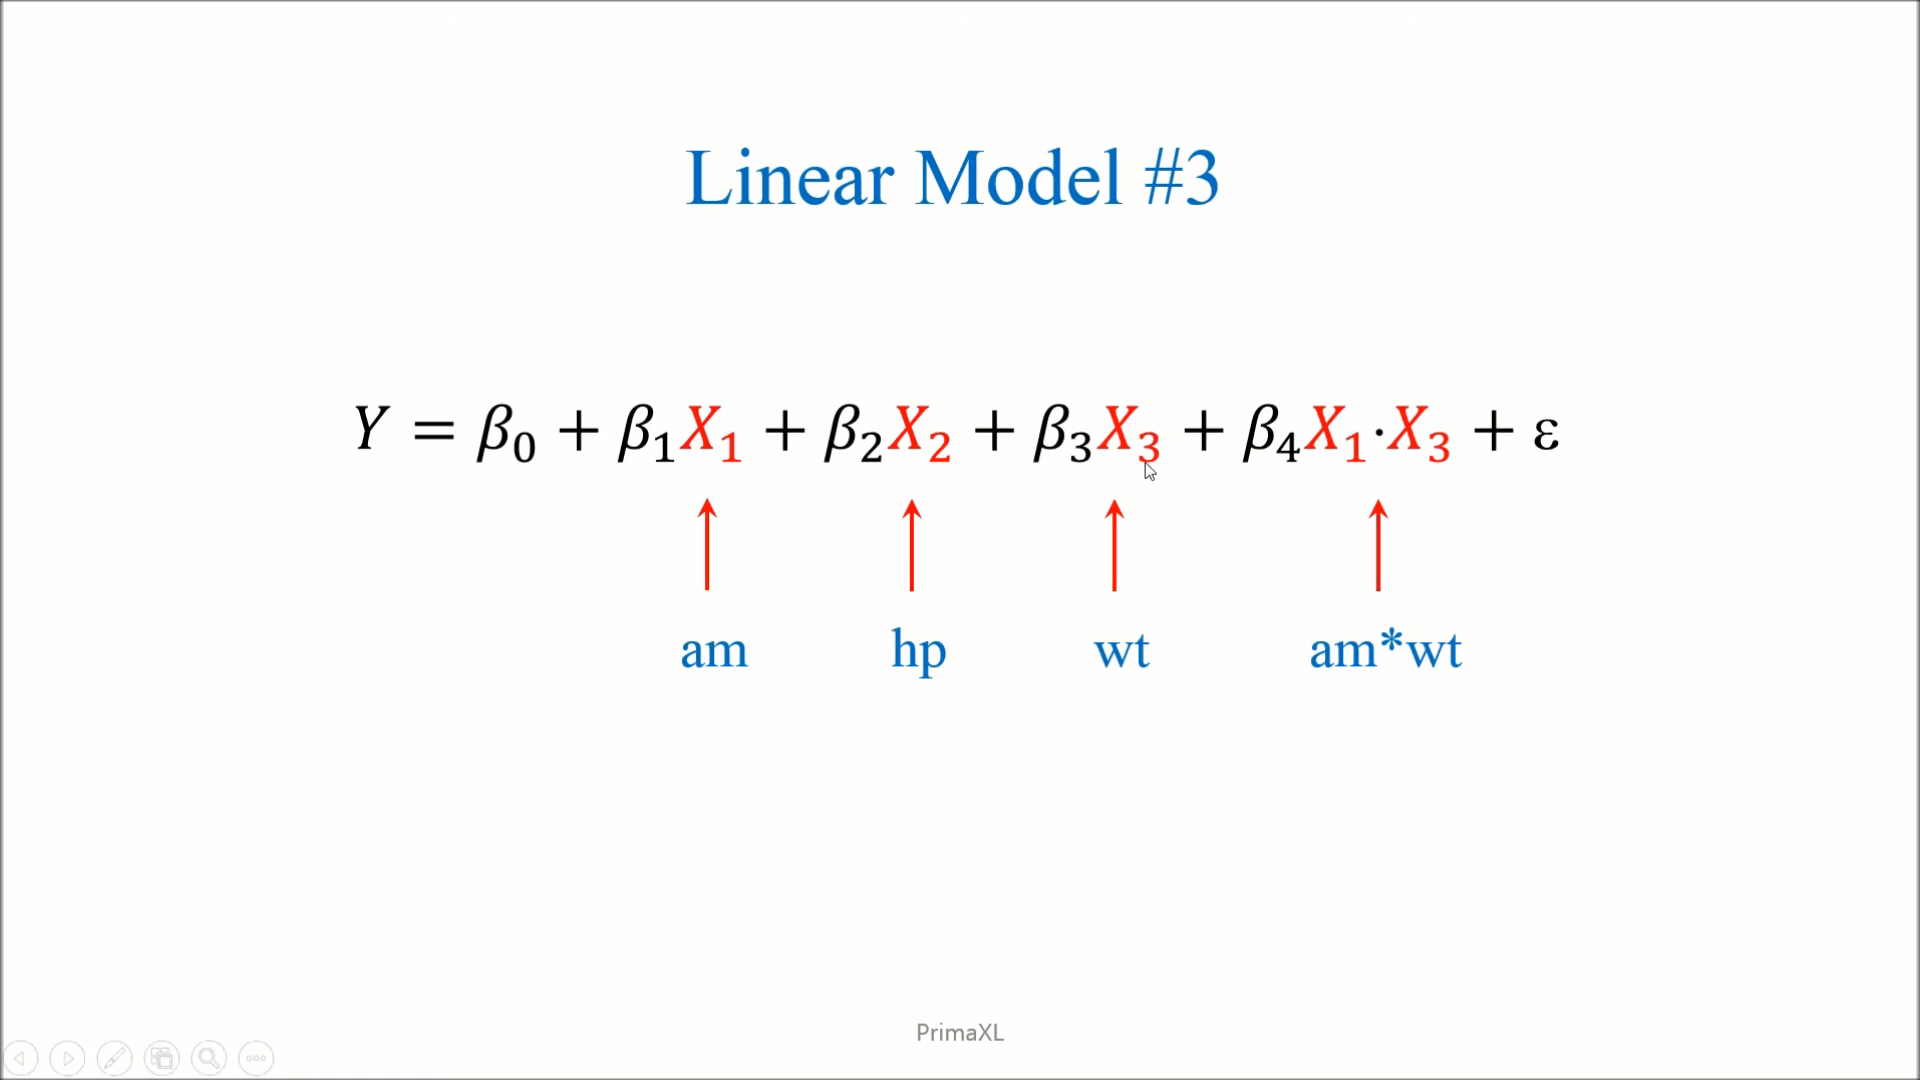 Linear Model #3
Y = β₀ + β₁X₁ + β₂X₂ + β₃X₃ + β₄X₁·X₃ + ε
am hp wt am*wt
PrimaXL